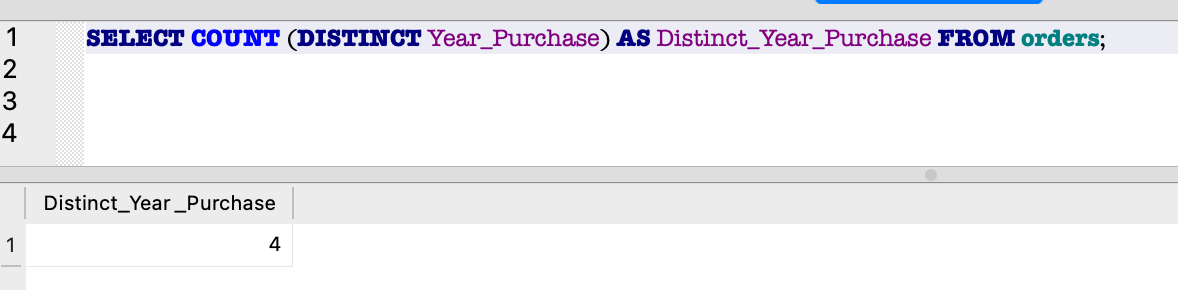 1 SELECT COUNT (DISTINCT Year_Purchase) AS Distinct_Year_Purchase FROM orders;
2
3
4
Distinct_Year_Purchase
1 4